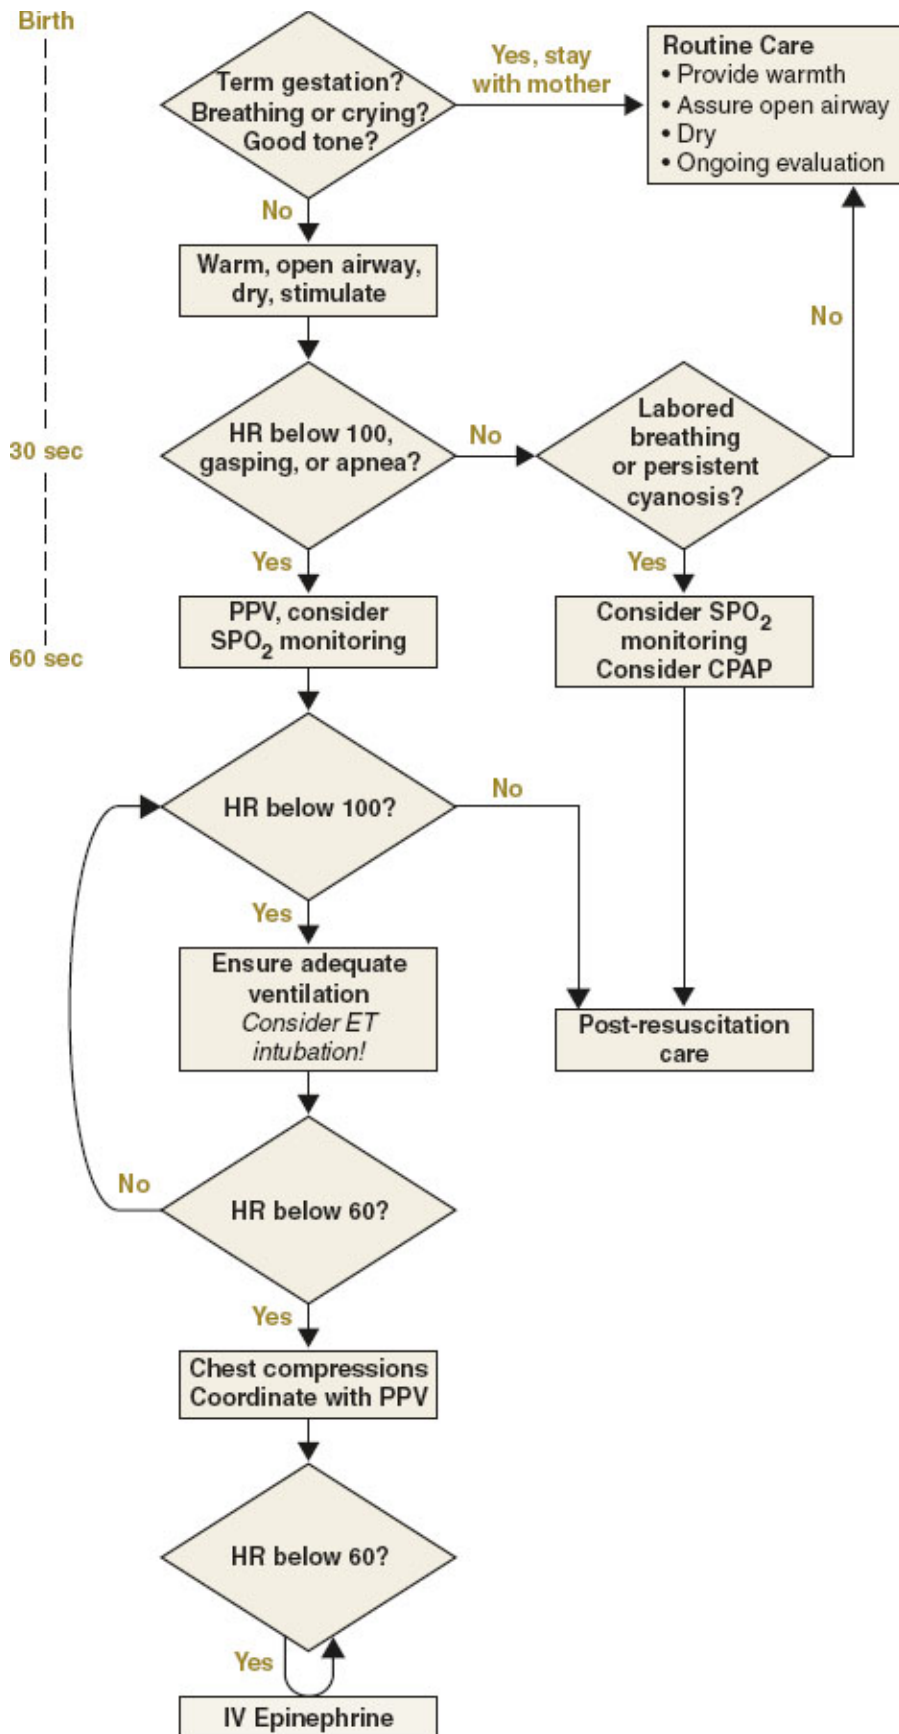 Birth
Term gestation?
Breathing or crying?
Good tone?
Yes, stay
with mother
Routine Care
• Provide warmth
• Assure open airway
• Dry
• Ongoing evaluation
No
Warm, open airway,
dry, stimulate
No
30 sec
HR below 100,
gasping, or apnea?
No
Labored
breathing
or persistent
cyanosis?
Yes
Yes
60 sec
PPV, consider
SPO₂ monitoring
Consider SPO₂
monitoring
Consider CPAP
HR below 100?
No
Yes
Ensure adequate
ventilation
Consider ET
intubation!
Post-resuscitation
care
No
HR below 60?
Yes
Chest compressions
Coordinate with PPV
HR below 60?
Yes
IV Epinephrine